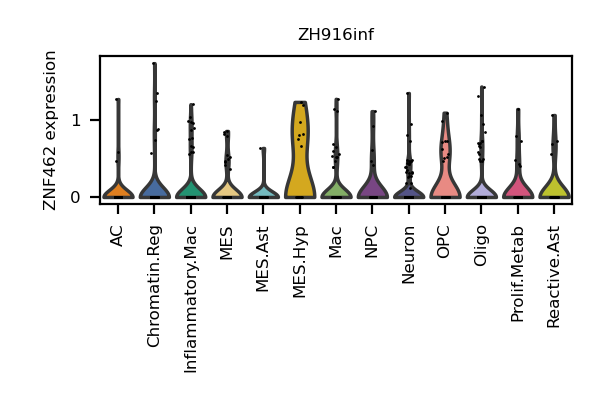 ZH916inf
ZNF462 expression
1
0
AC
Chromatin.Reg
Inflammatory.Mac
MES
MES.Ast
MES.Hyp
Mac
NPC
Neuron
OPC
Oligo
Prolif.Metab
Reactive.Ast